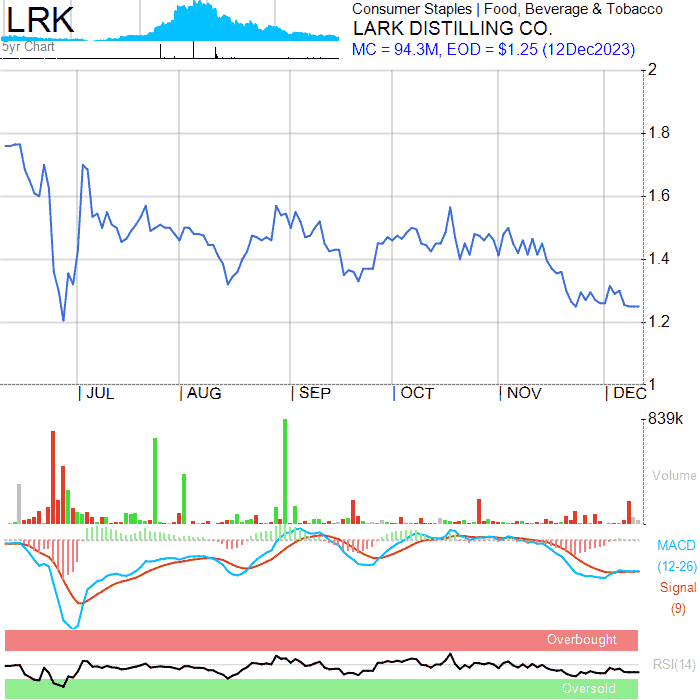 LRK
5yr Chart
Consumer Staples | Food, Beverage & Tobacco
LARK DISTILLING CO.
MC = 94.3M, EOD = $1.25 (12Dec2023)
2
1.8
1.6
1.4
1.2
1
| JUL | AUG | SEP | OCT | NOV | DEC
839k
Volume
MACD
(12-26)
Signal
(9)
Overbought
RSI(14)
Oversold